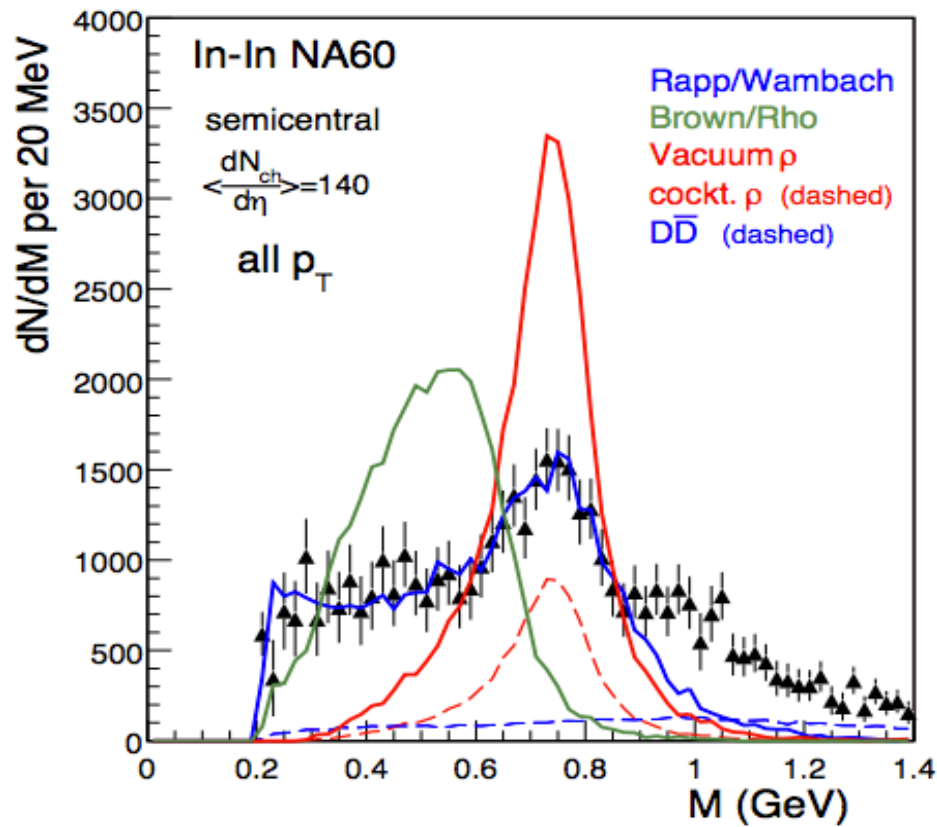 4000
3500
3000
2500
2000
1500
1000
500
0
dN/dM per 20 MeV
In-In NA60
semicentral
<dN_ch/dη>=140
all p_T
Rapp/Wambach
Brown/Rho
Vacuum ρ
cockt. ρ (dashed)
DD̅ (dashed)
0 0.2 0.4 0.6 0.8 1 1.2 1.4
M (GeV)